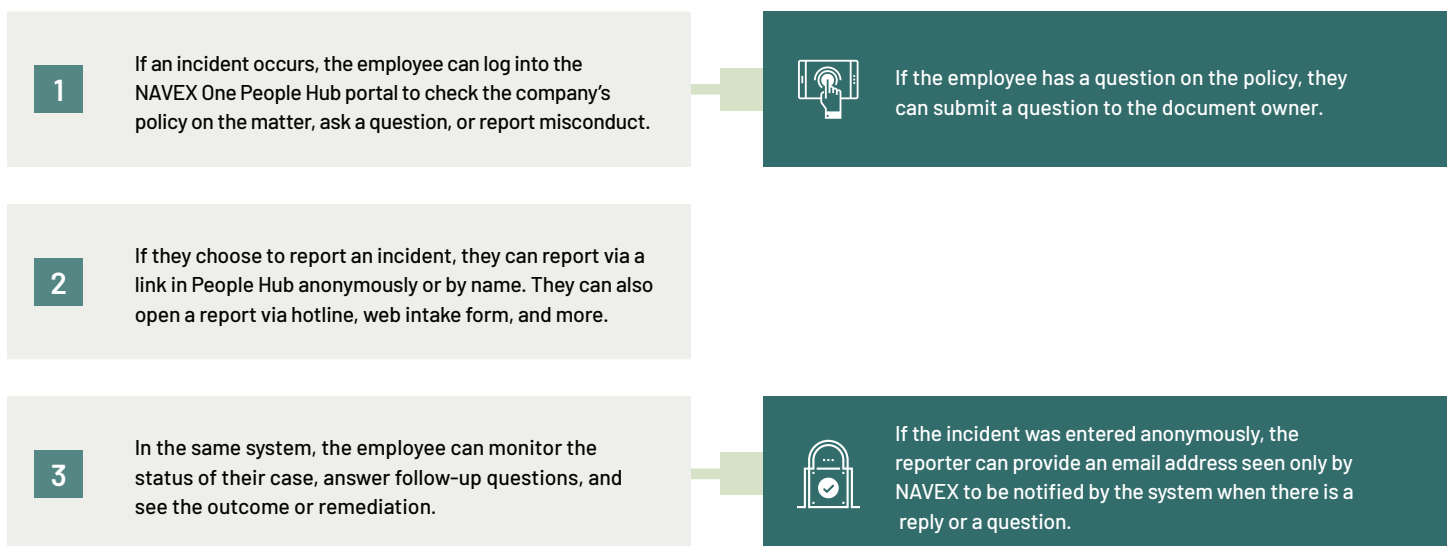 1
If an incident occurs, the employee can log into the
NAVEX One People Hub portal to check the company's
policy on the matter, ask a question, or report misconduct.
If the employee has a question on the policy, they
can submit a question to the document owner.
2
If they choose to report an incident, they can report via a
link in People Hub anonymously or by name. They can also
open a report via hotline, web intake form, and more.
3
In the same system, the employee can monitor the
status of their case, answer follow-up questions, and
see the outcome or remediation.
If the incident was entered anonymously, the
reporter can provide an email address seen only by
NAVEX to be notified by the system when there is a
reply or a question.